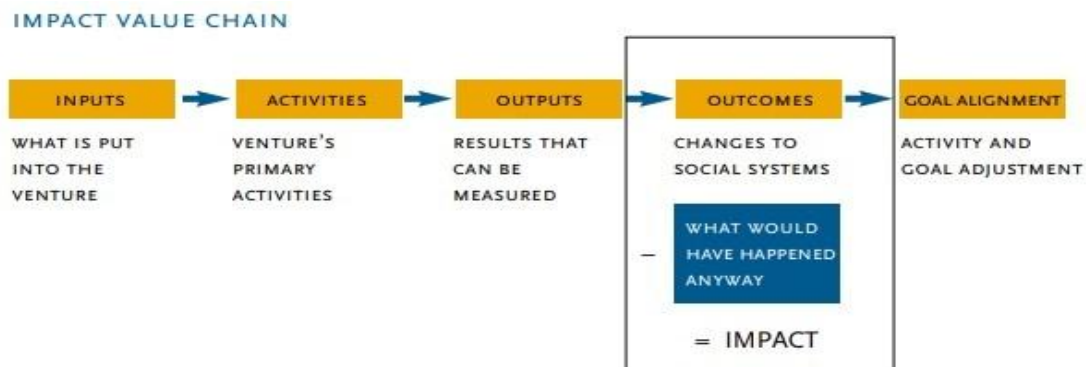 IMPACT VALUE CHAIN
INPUTS
WHAT IS PUT
INTO THE
VENTURE
ACTIVITIES
VENTURE'S
PRIMARY
ACTIVITIES
OUTPUTS
RESULTS THAT
CAN BE
MEASURED
OUTCOMES
CHANGES TO
SOCIAL SYSTEMS
– WHAT WOULD
HAVE HAPPENED
ANYWAY
= IMPACT
GOAL ALIGNMENT
ACTIVITY AND
GOAL ADJUSTMENT